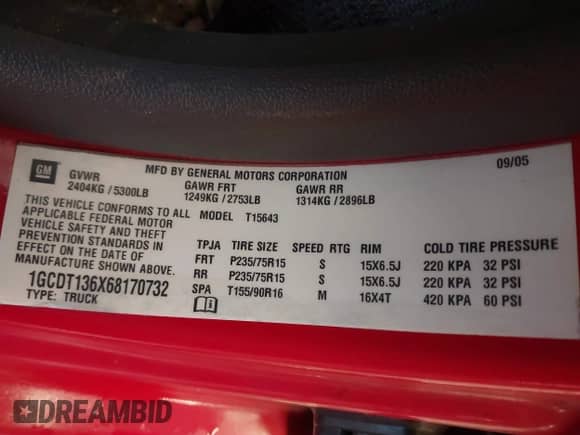 MFD BY GENERAL MOTORS CORPORATION 09/05
GM GVWR GAWR FRT GAWR RR
2404KG / 5300LB 1249KG / 2753LB 1314KG / 2896LB
THIS VEHICLE CONFORMS TO ALL MODEL T15643
APPLICABLE FEDERAL MOTOR
VEHICLE SAFETY AND THEFT
PREVENTION STANDARDS IN
EFFECT ON THE DATE OF
MANUFACTURE SHOWN ABOVE.
1GCDT136X68170732
TYPE: TRUCK
TPJA TIRE SIZE SPEED RTG RIM COLD TIRE PRESSURE
FRT P235/75R15 S 15X6.5J 220 KPA 32 PSI
RR P235/75R15 S 15X6.5J 220 KPA 32 PSI
SPA T155/90R16 M 16X4T 420 KPA 60 PSI
DREAMBID